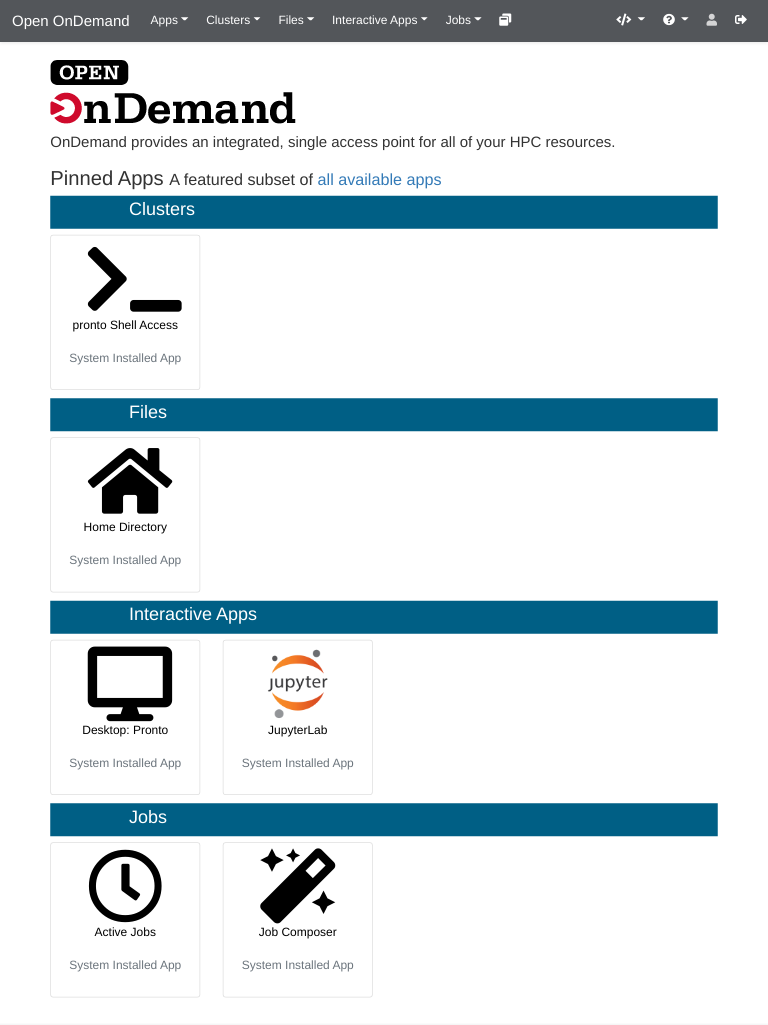 Open OnDemand Apps Clusters Files Interactive Apps Jobs
OPEN
OnDemand
OnDemand provides an integrated, single access point for all of your HPC resources.
Pinned Apps A featured subset of all available apps
Clusters
pronto Shell Access
System Installed App
Files
Home Directory
System Installed App
Interactive Apps
jupyter
Desktop: Pronto JupyterLab
System Installed App System Installed App
Jobs
Active Jobs Job Composer
System Installed App System Installed App